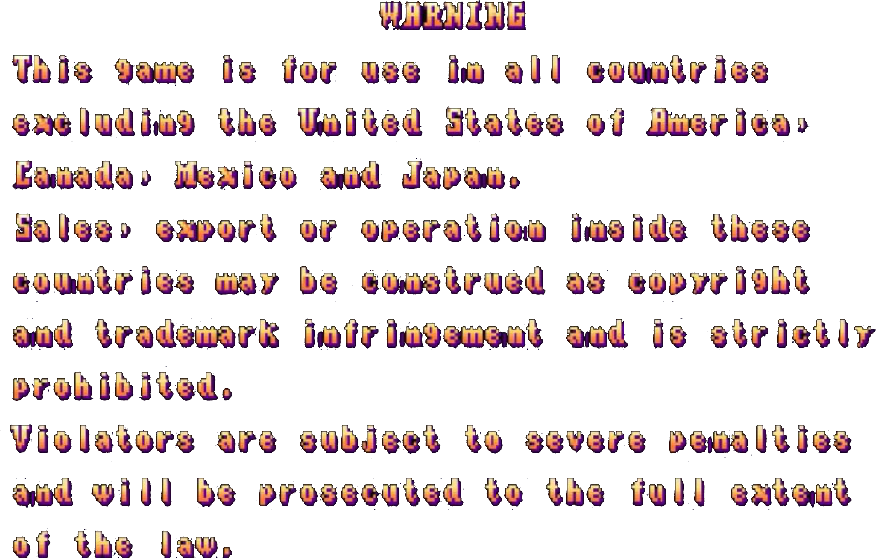 WARNING
This game is for use in all countries
excluding the United States of America,
Canada, Mexico and Japan.
Sales, export or operation inside these
countries may be construed as copyright
and trademark infringement and is strictly
prohibited.
Violators are subject to severe penalties
and will be prosecuted to the full extent
of the law.